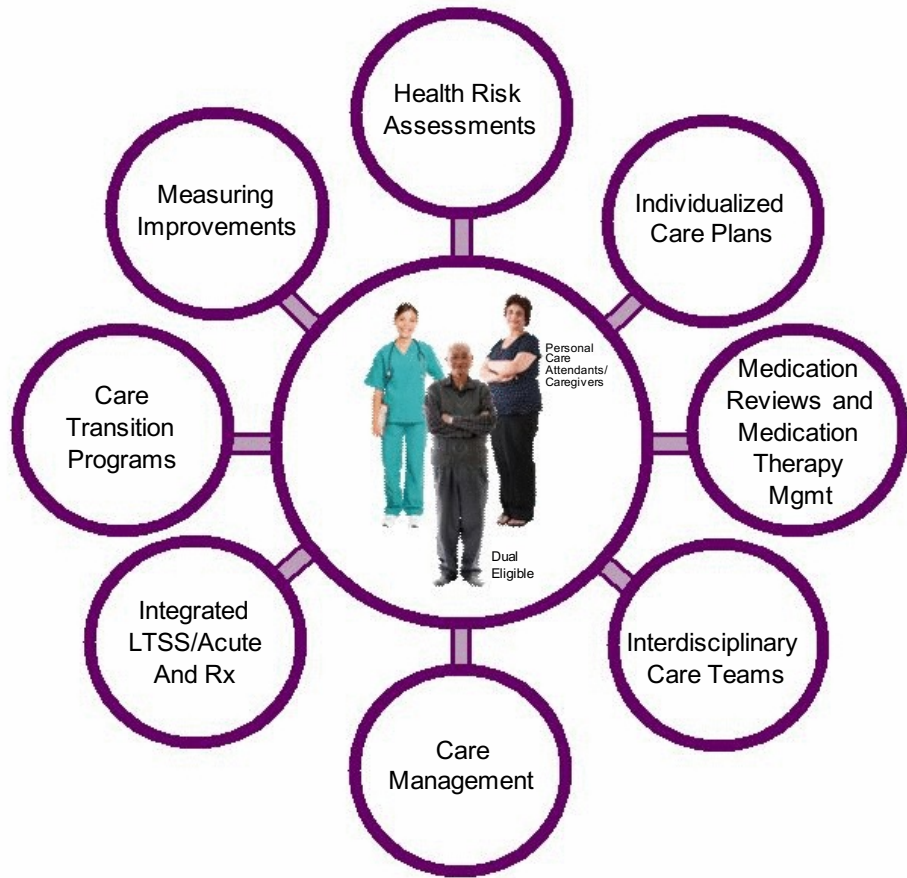 Health Risk
Assessments
Individualized
Care Plans
Medication
Reviews and
Medication
Therapy
Mgmt
Interdisciplinary
Care Teams
Care
Management
Integrated
LTSS/Acute
And Rx
Care
Transition
Programs
Measuring
Improvements
Personal
Care
Attendants/
Caregivers
Dual
Eligible